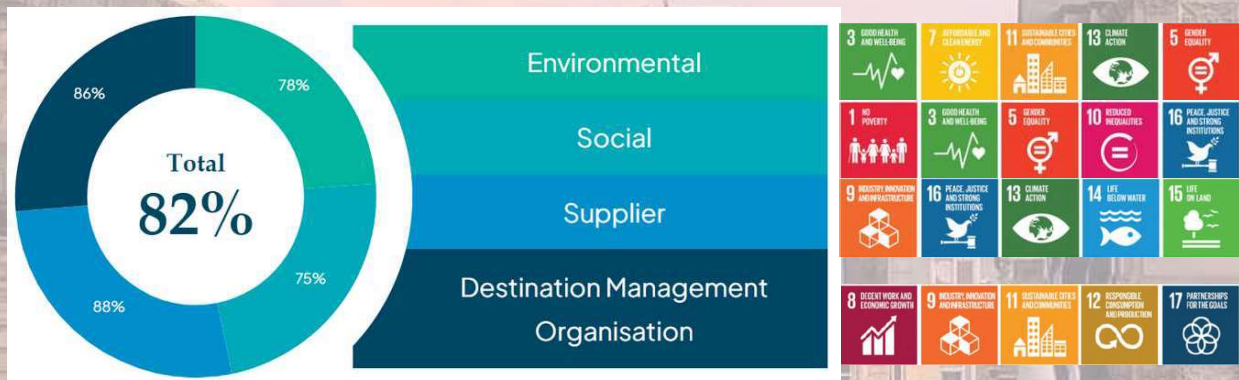 86%
78%
Total
82%
88%
75%
Environmental
Social
Supplier
Destination Management
Organisation
3 GOOD HEALTH
AND WELL-BEING
7 AFFORDABLE AND
CLEAN ENERGY
11 SUSTAINABLE CITIES
AND COMMUNITIES
13 CLIMATE
ACTION
5 GENDER
EQUALITY
1 NO
POVERTY
3 GOOD HEALTH
AND WELL-BEING
5 GENDER
EQUALITY
10 REDUCED
INEQUALITIES
16 PEACE, JUSTICE
AND STRONG
INSTITUTIONS
9 INDUSTRY, INNOVATION
AND INFRASTRUCTURE
16 PEACE, JUSTICE
AND STRONG
INSTITUTIONS
13 CLIMATE
ACTION
14 LIFE
BELOW WATER
15 LIFE
ON LAND
8 DECENT WORK AND
ECONOMIC GROWTH
9 INDUSTRY, INNOVATION
AND INFRASTRUCTURE
11 SUSTAINABLE CITIES
AND COMMUNITIES
12 RESPONSIBLE
CONSUMPTION
AND PRODUCTION
17 PARTNERSHIPS
FOR THE GOALS